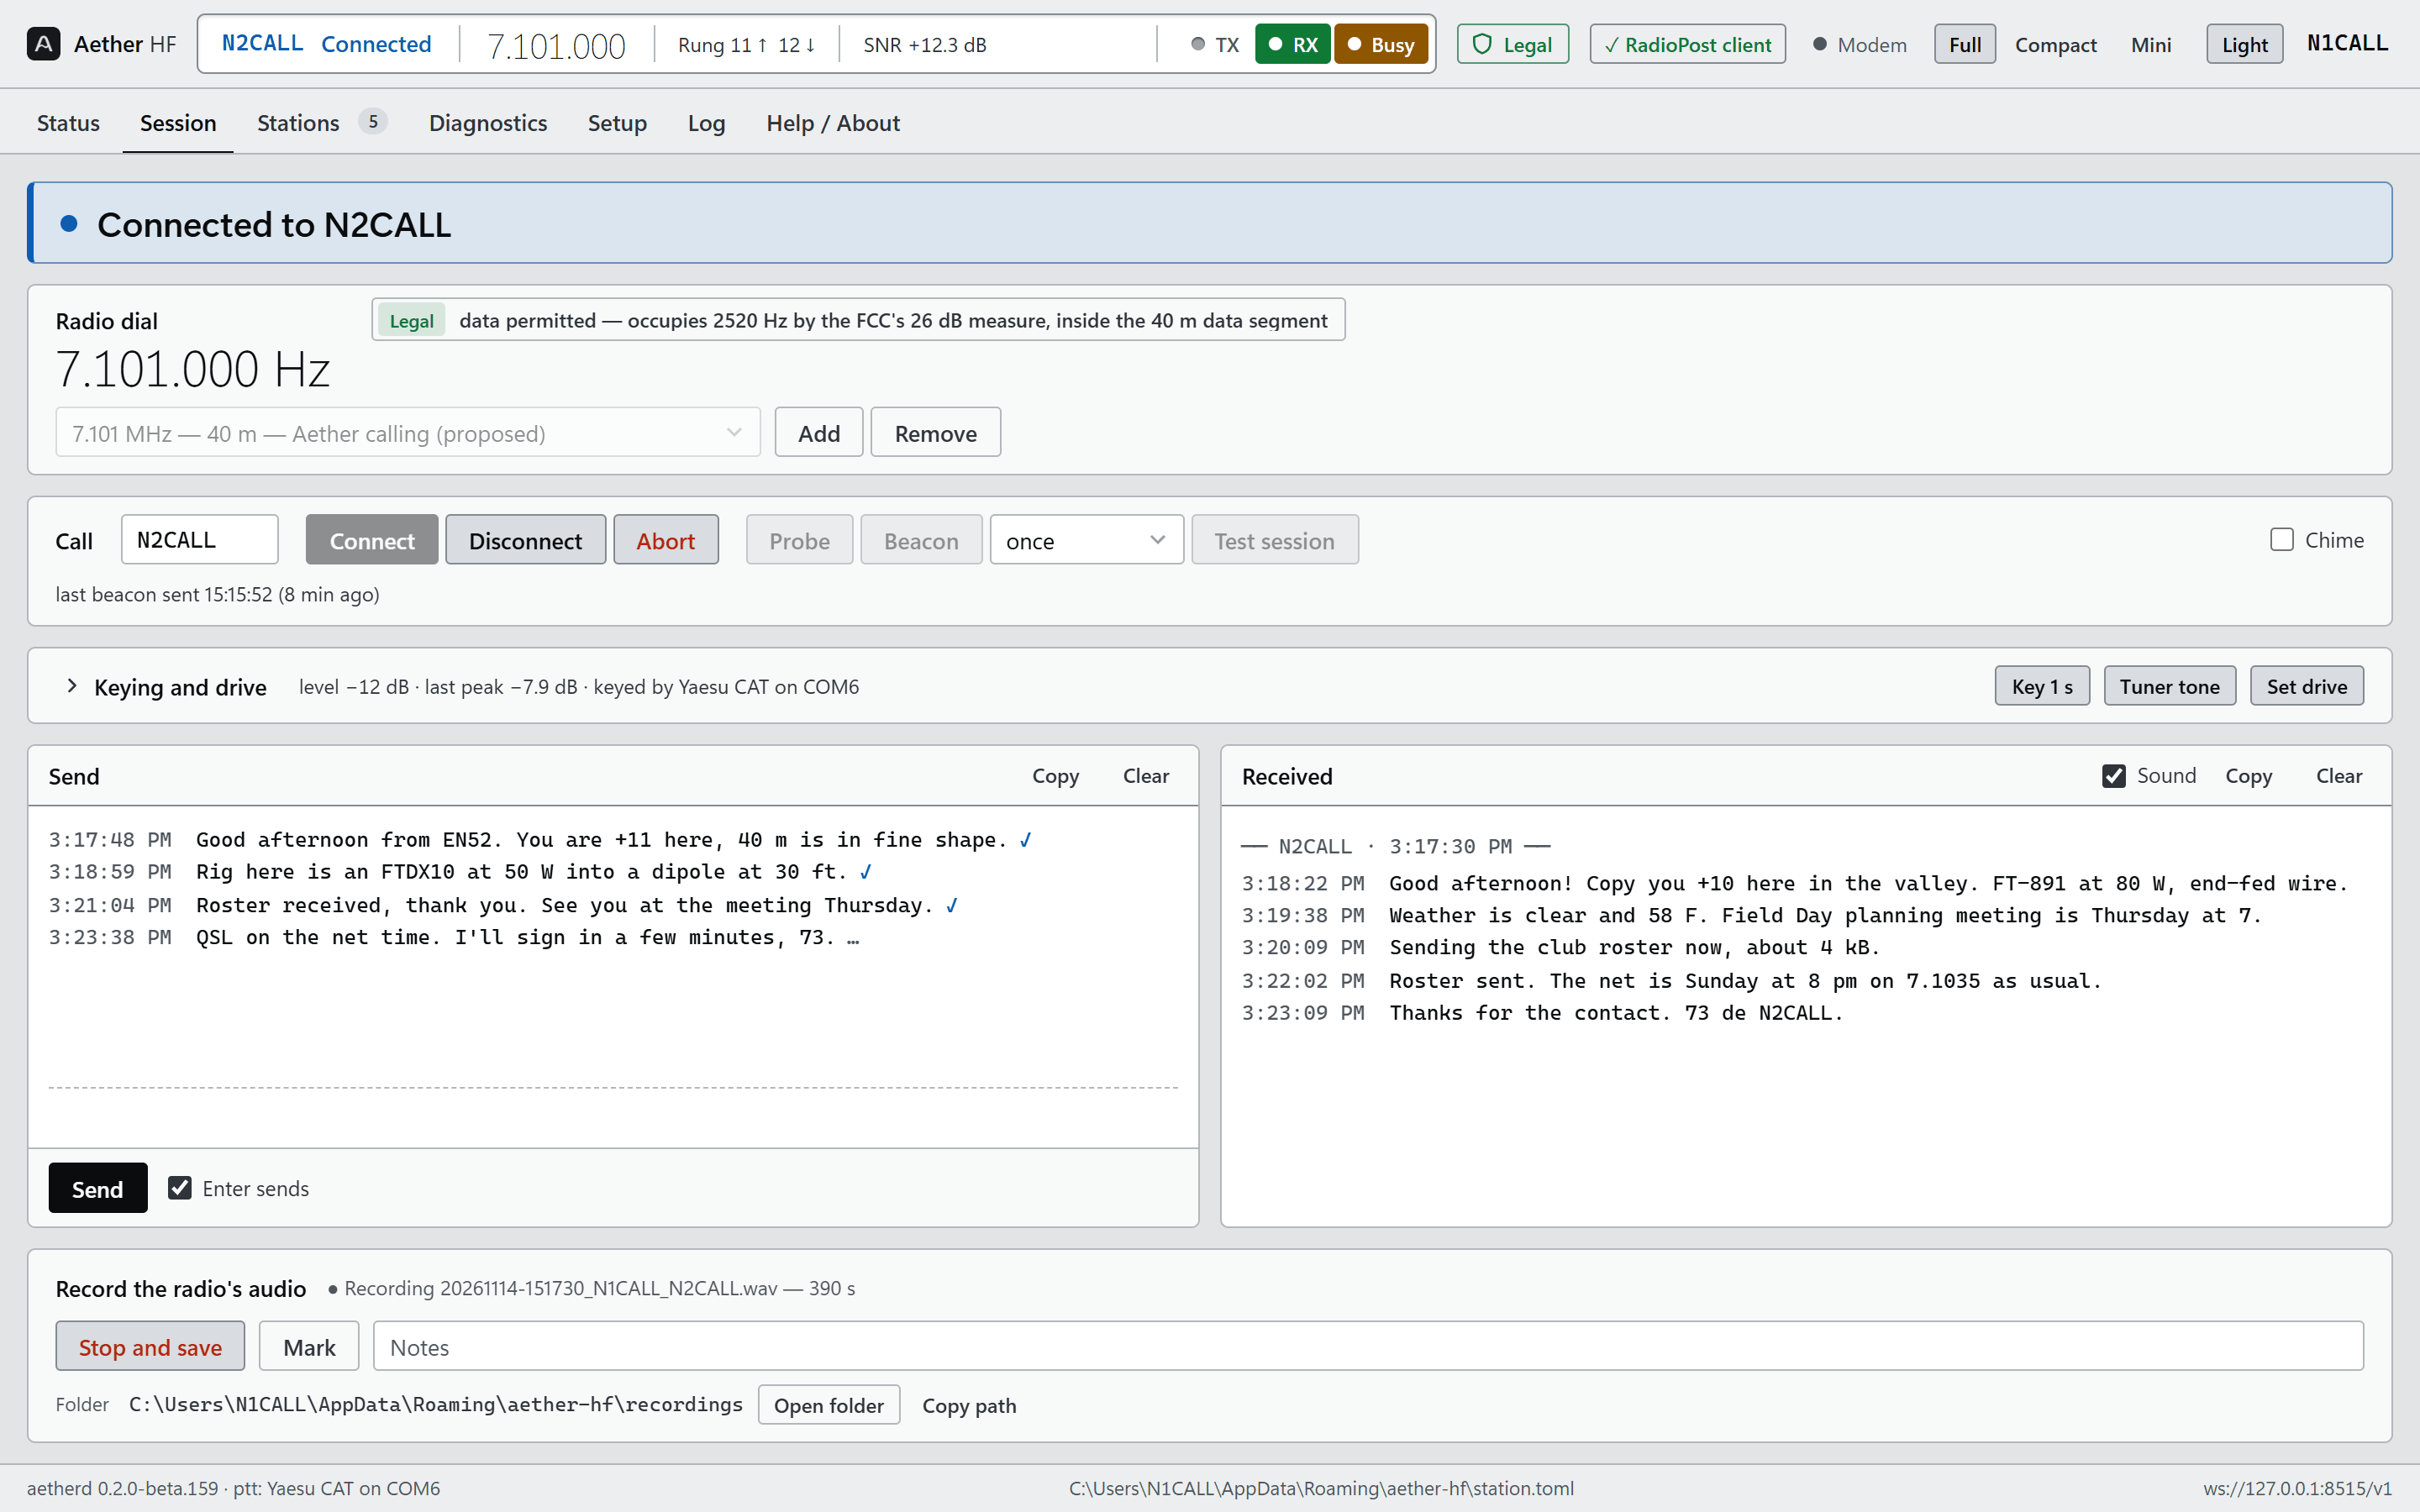 Aether HF
N2CALL Connected 7.101.000 Rung 11 ↑ 12 ↓ SNR +12.3 dB TX RX Busy
Legal ✓ RadioPost client Modem Full Compact Mini Light N1CALL
Status Session Stations 5 Diagnostics Setup Log Help / About
Connected to N2CALL
Radio dial
Legal data permitted — occupies 2520 Hz by the FCC's 26 dB measure, inside the 40 m data segment
7.101.000 Hz
7.101 MHz — 40 m — Aether calling (proposed) Add Remove
Call N2CALL Connect Disconnect Abort Probe Beacon once Test session Chime
last beacon sent 15:15:52 (8 min ago)
Keying and drive level −12 dB · last peak −7.9 dB · keyed by Yaesu CAT on COM6 Key 1 s Tuner tone Set drive
Send Copy Clear
3:17:48 PM Good afternoon from EN52. You are +11 here, 40 m is in fine shape. ✓
3:18:59 PM Rig here is an FTDX10 at 50 W into a dipole at 30 ft. ✓
3:21:04 PM Roster received, thank you. See you at the meeting Thursday. ✓
3:23:38 PM QSL on the net time. I'll sign in a few minutes, 73. …
Send Enter sends
Received Sound Copy Clear
── N2CALL · 3:17:30 PM ──
3:18:22 PM Good afternoon! Copy you +10 here in the valley. FT-891 at 80 W, end-fed wire.
3:19:38 PM Weather is clear and 58 F. Field Day planning meeting is Thursday at 7.
3:20:09 PM Sending the club roster now, about 4 kB.
3:22:02 PM Roster sent. The net is Sunday at 8 pm on 7.1035 as usual.
3:23:09 PM Thanks for the contact. 73 de N2CALL.
Record the radio's audio ● Recording 20261114-151730_N1CALL_N2CALL.wav — 390 s
Stop and save Mark Notes
Folder C:\Users\N1CALL\AppData\Roaming\aether-hf\recordings Open folder Copy path
aetherd 0.2.0-beta.159 · ptt: Yaesu CAT on COM6
C:\Users\N1CALL\AppData\Roaming\aether-hf\station.toml
ws://127.0.0.1:8515/v1